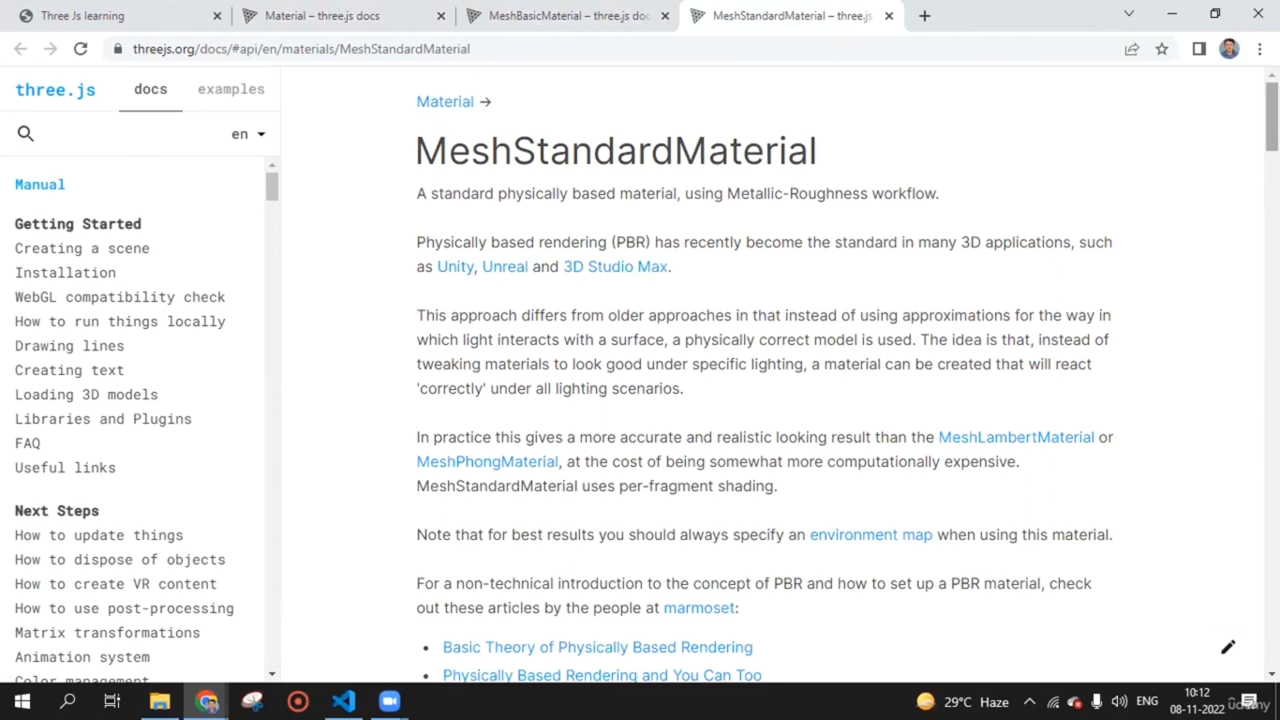 Three Js learning
Material – three.js docs
MeshBasicMaterial – three.js doc
MeshStandardMaterial – three.js
threejs.org/docs/#api/en/materials/MeshStandardMaterial
three.js
docs
examples
en
Manual
Getting Started
Creating a scene
Installation
WebGL compatibility check
How to run things locally
Drawing lines
Creating text
Loading 3D models
Libraries and Plugins
FAQ
Useful links
Next Steps
How to update things
How to dispose of objects
How to create VR content
How to use post-processing
Matrix transformations
Animation system
Color management
Material →
MeshStandardMaterial
A standard physically based material, using Metallic-Roughness workflow.
Physically based rendering (PBR) has recently become the standard in many 3D applications, such
as Unity, Unreal and 3D Studio Max.
This approach differs from older approaches in that instead of using approximations for the way in
which light interacts with a surface, a physically correct model is used. The idea is that, instead of
tweaking materials to look good under specific lighting, a material can be created that will react
'correctly' under all lighting scenarios.
In practice this gives a more accurate and realistic looking result than the MeshLambertMaterial or
MeshPhongMaterial, at the cost of being somewhat more computationally expensive.
MeshStandardMaterial uses per-fragment shading.
Note that for best results you should always specify an environment map when using this material.
For a non-technical introduction to the concept of PBR and how to set up a PBR material, check
out these articles by the people at marmoset:
• Basic Theory of Physically Based Rendering
• Physically Based Rendering and You Can Too
29°C Haze
ENG
10:12
08-11-2022
udemy